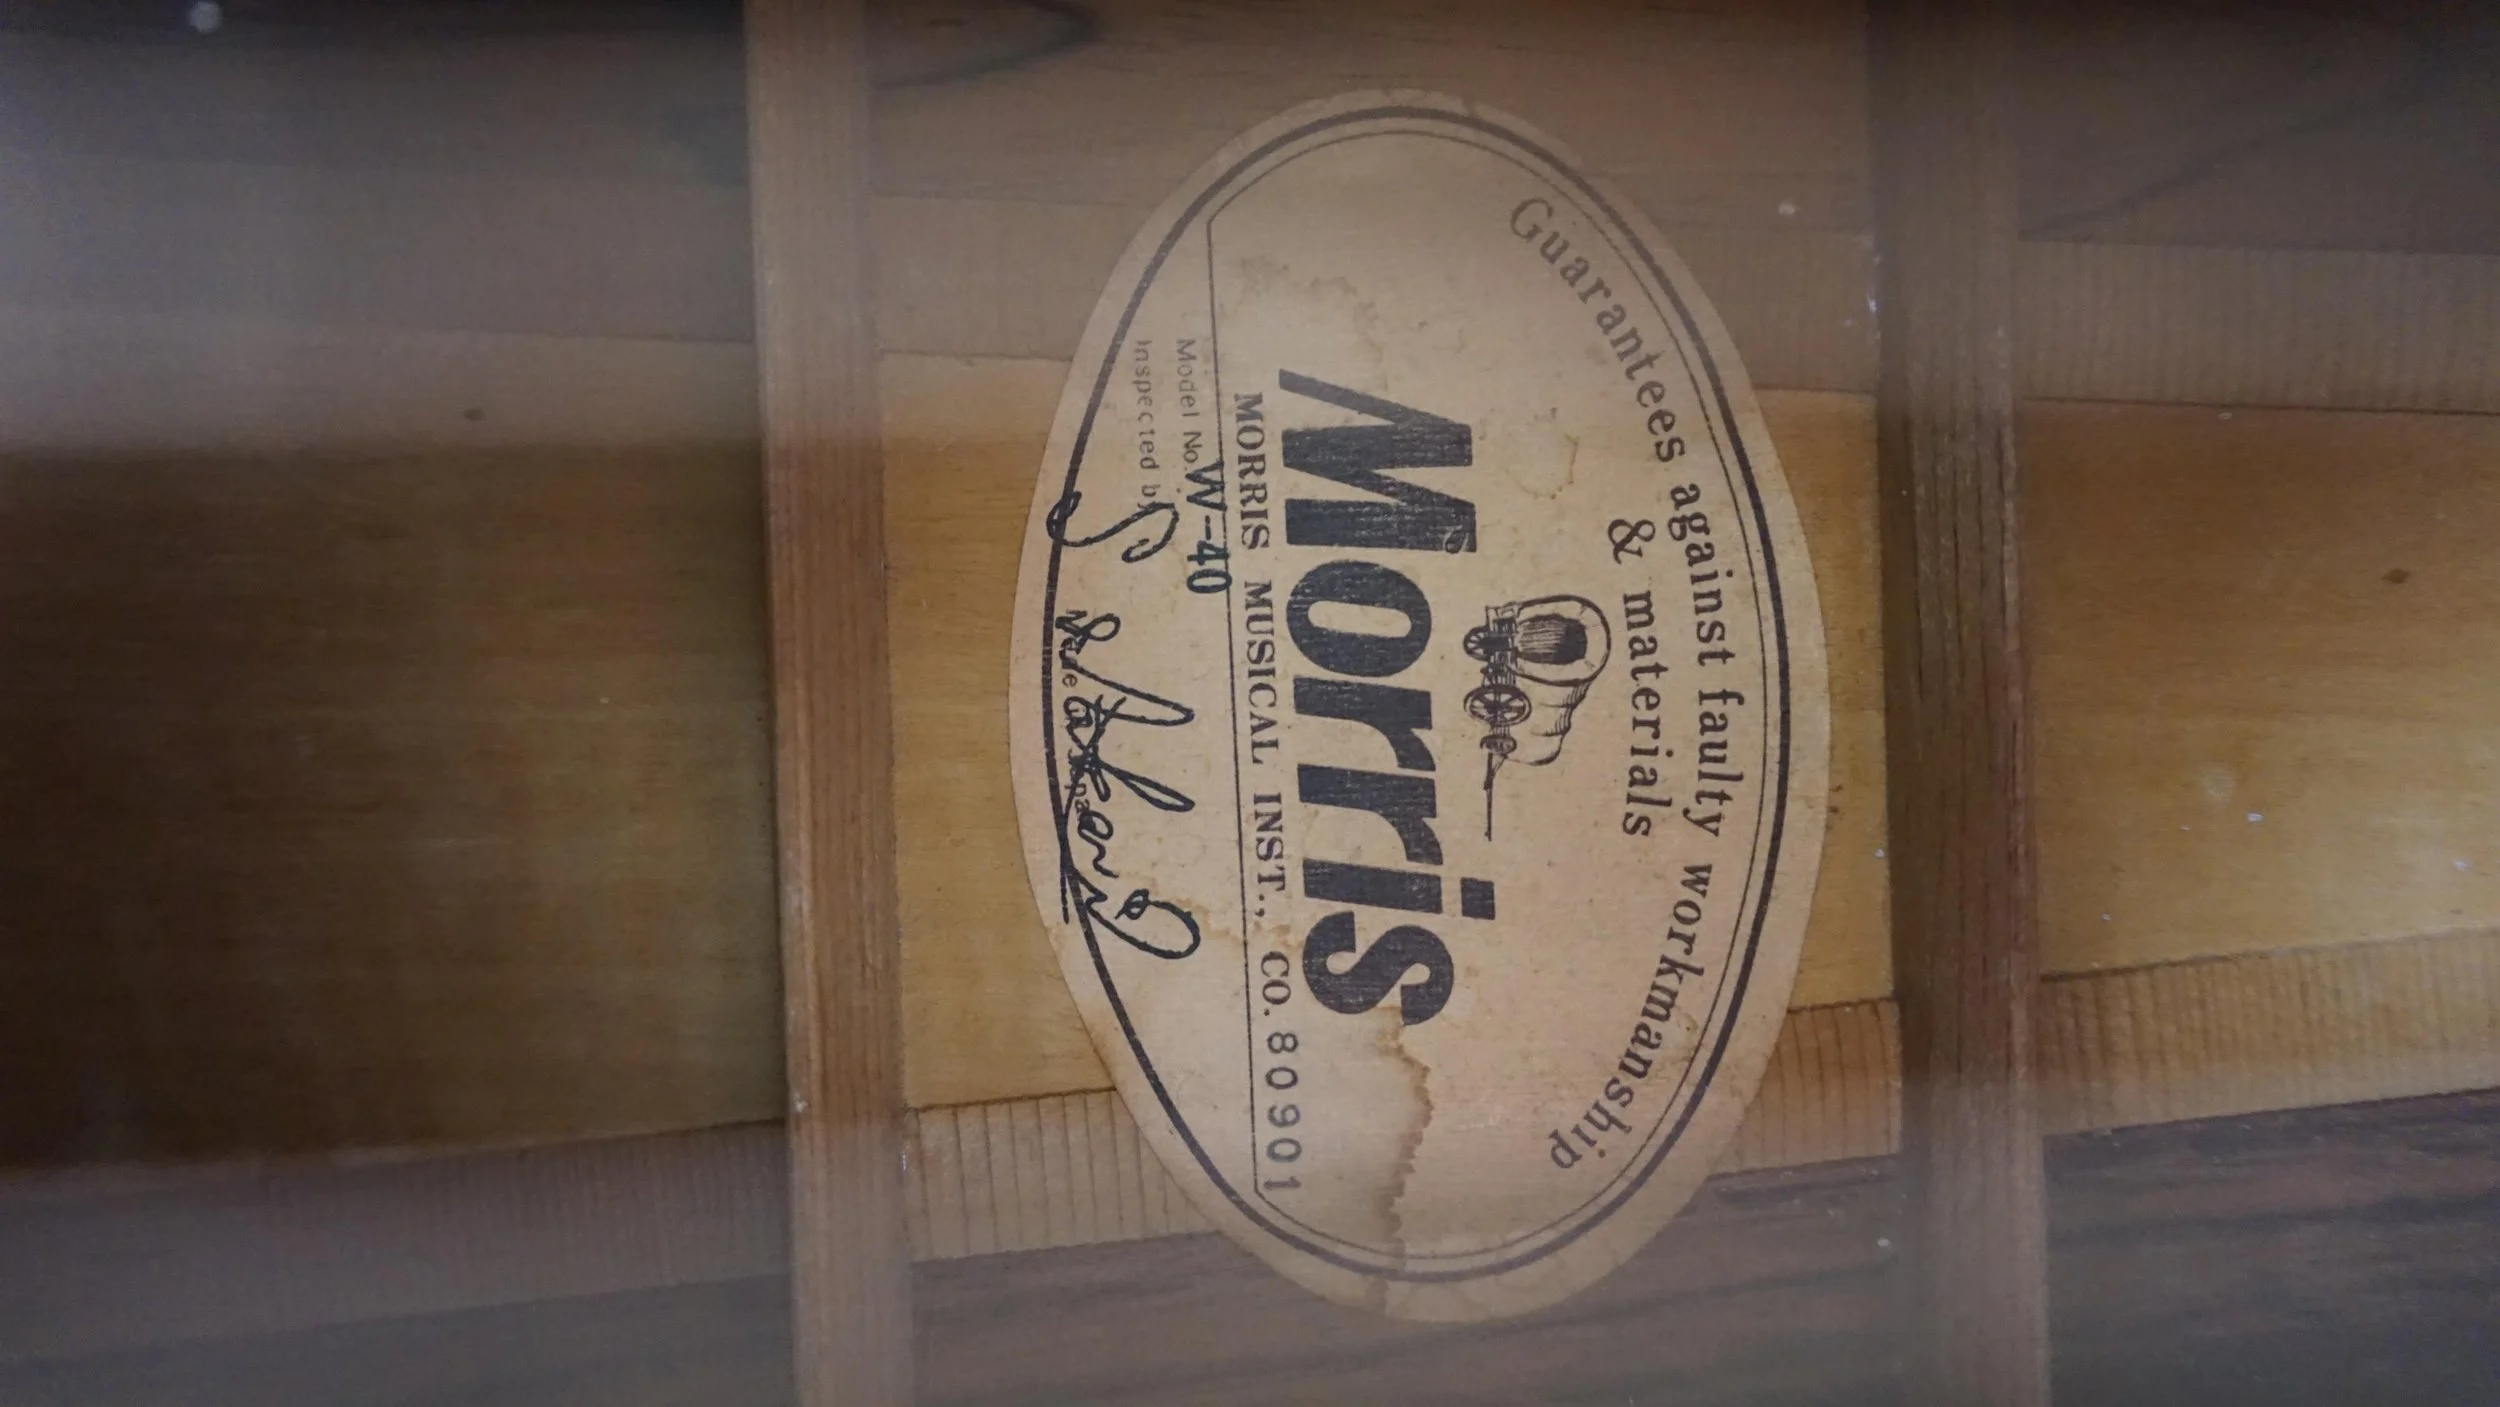 Guarantees against faulty workmanship
& materials
Morris
MORRIS MUSICAL INST., CO. 80901
Model No. W-40
Inspected by